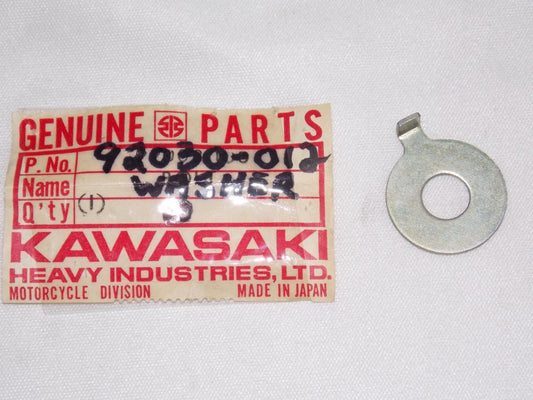 GENUINE PARTS
P. No. 92030-012
Name WASHER
Q'ty (1)
KAWASAKI
HEAVY INDUSTRIES, LTD.
MOTORCYCLE DIVISION MADE IN JAPAN